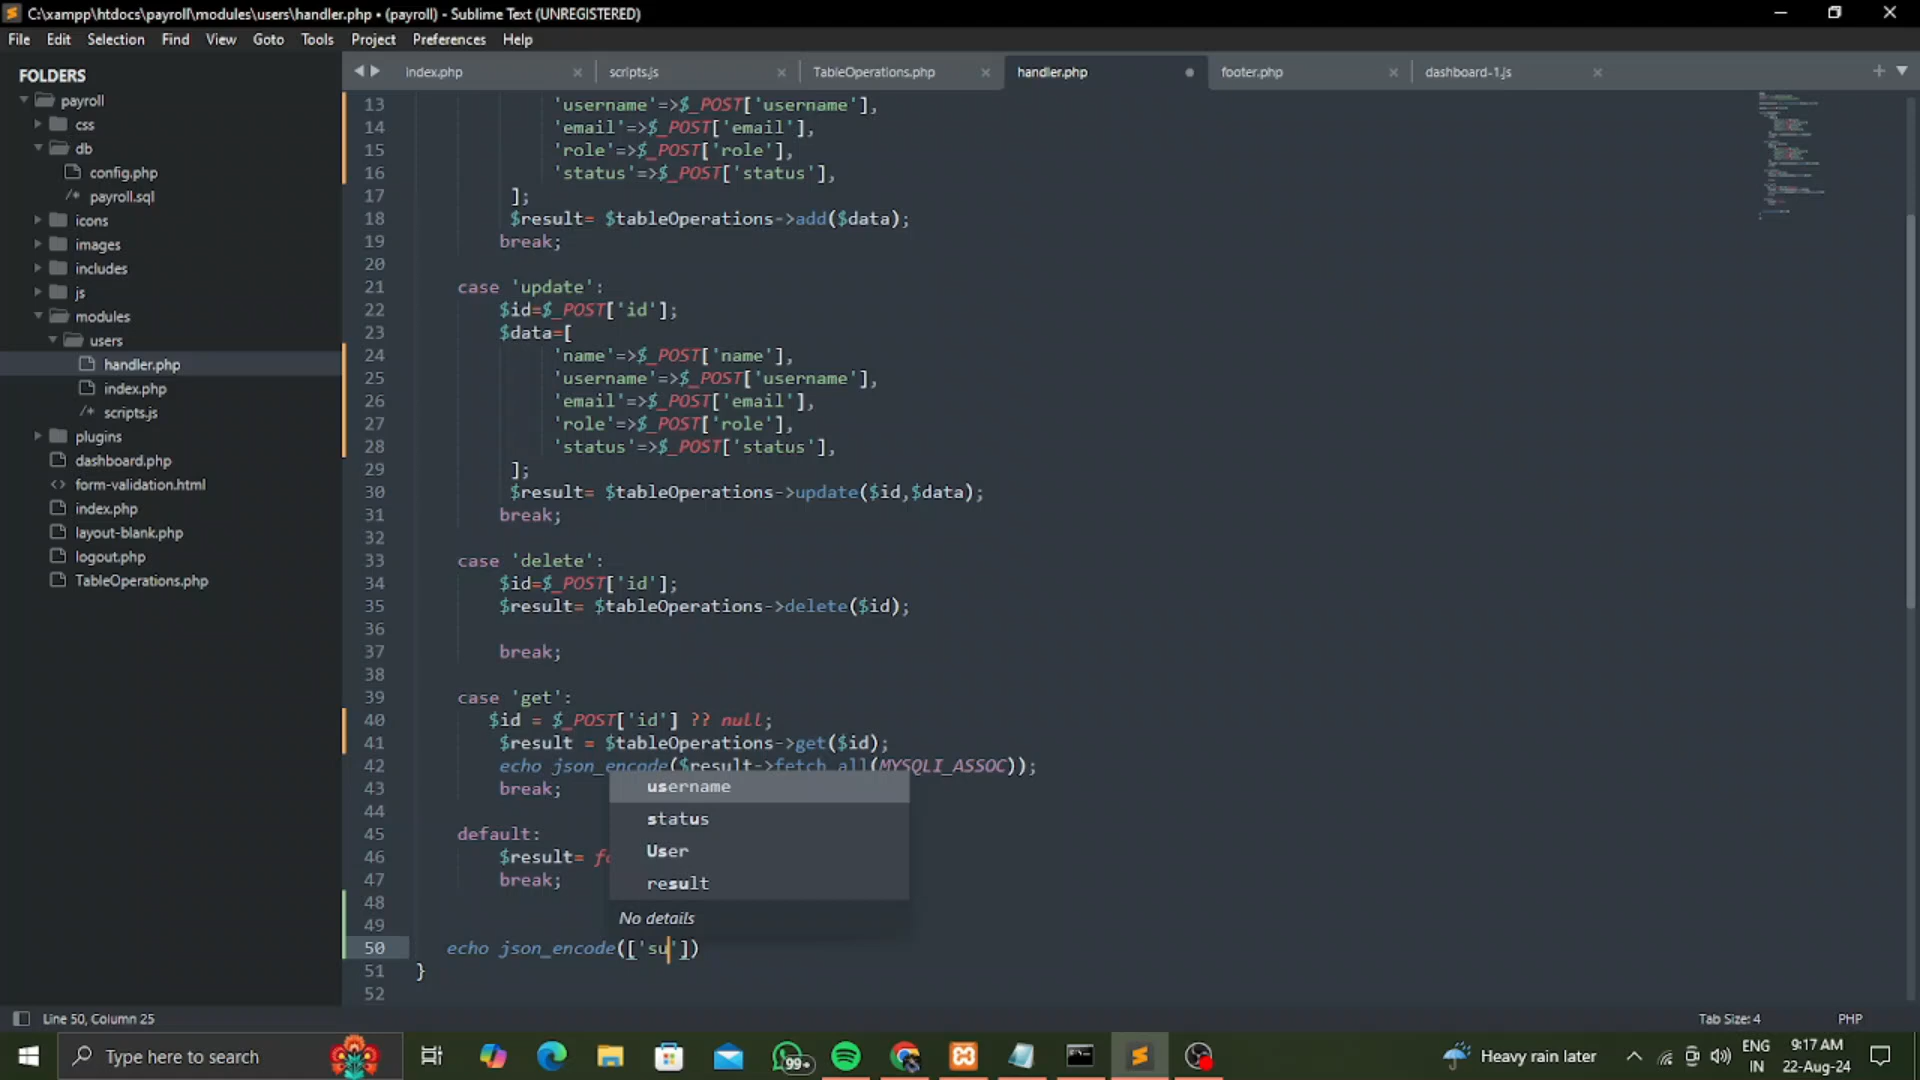 C:\xampp\htdocs\payroll\modules\users\handler.php • (payroll) - Sublime Text (UNREGISTERED)
File Edit Selection Find View Goto Tools Project Preferences Help
FOLDERS
payroll
css
db
config.php
payroll.sql
icons
images
includes
js
modules
users
handler.php
index.php
scripts.js
plugins
dashboard.php
form-validation.html
index.php
layout-blank.php
logout.php
TableOperations.php
index.php scripts.js TableOperations.php handler.php footer.php dashboard-1.js
13 'username'=>$_POST['username'],
14 'email'=>$_POST['email'],
15 'role'=>$_POST['role'],
16 'status'=>$_POST['status'],
17 ];
18 $result= $tableOperations->add($data);
19 break;
20
21 case 'update':
22 $id=$_POST['id'];
23 $data=[
24 'name'=>$_POST['name'],
25 'username'=>$_POST['username'],
26 'email'=>$_POST['email'],
27 'role'=>$_POST['role'],
28 'status'=>$_POST['status'],
29 ];
30 $result= $tableOperations->update($id,$data);
31 break;
32
33 case 'delete':
34 $id=$_POST['id'];
35 $result= $tableOperations->delete($id);
36
37 break;
38
39 case 'get':
40 $id = $_POST['id'] ?? null;
41 $result = $tableOperations->get($id);
42 echo json_encode($result->fetch_all(MYSQLI_ASSOC));
43 break;
44
45 default:
46 $result=
47 break;
48
49
50 echo json_encode(['su'])
51 }
52
username
status
User
result
No details
Line 50, Column 25 Tab Size: 4 PHP
Type here to search
99+
Heavy rain later
ENG
IN
9:17 AM
22-Aug-24